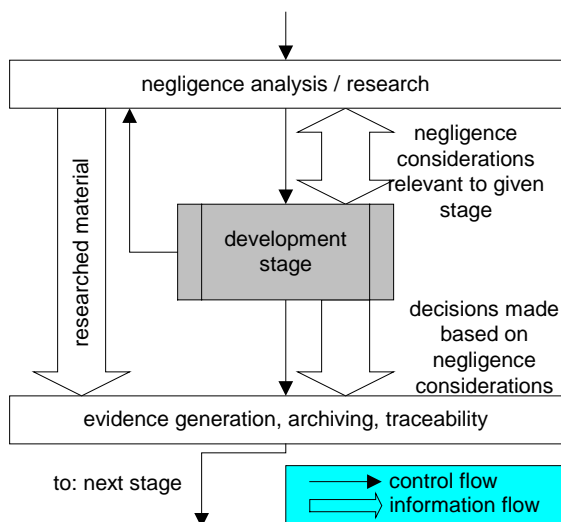 negligence analysis / research
negligence
considerations
relevant to given
stage
researched material
development
stage
decisions made
based on
negligence
considerations
evidence generation, archiving, traceability
to: next stage
control flow
information flow